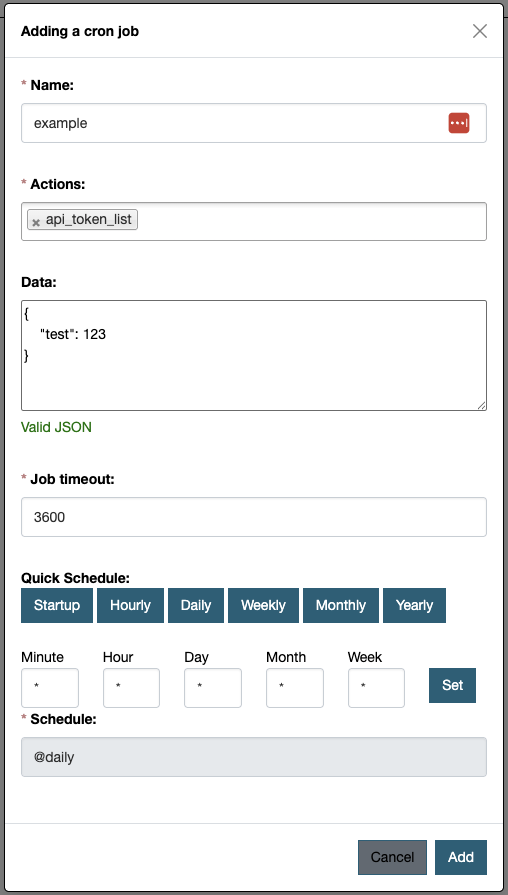 Adding a cron job
* Name:
example
* Actions:
api_token_list
Data:
{
"test": 123
}
Valid JSON
* Job timeout:
3600
Quick Schedule:
Startup Hourly Daily Weekly Monthly Yearly
Minute Hour Day Month Week
* * * * * Set
* Schedule:
@daily
Cancel Add